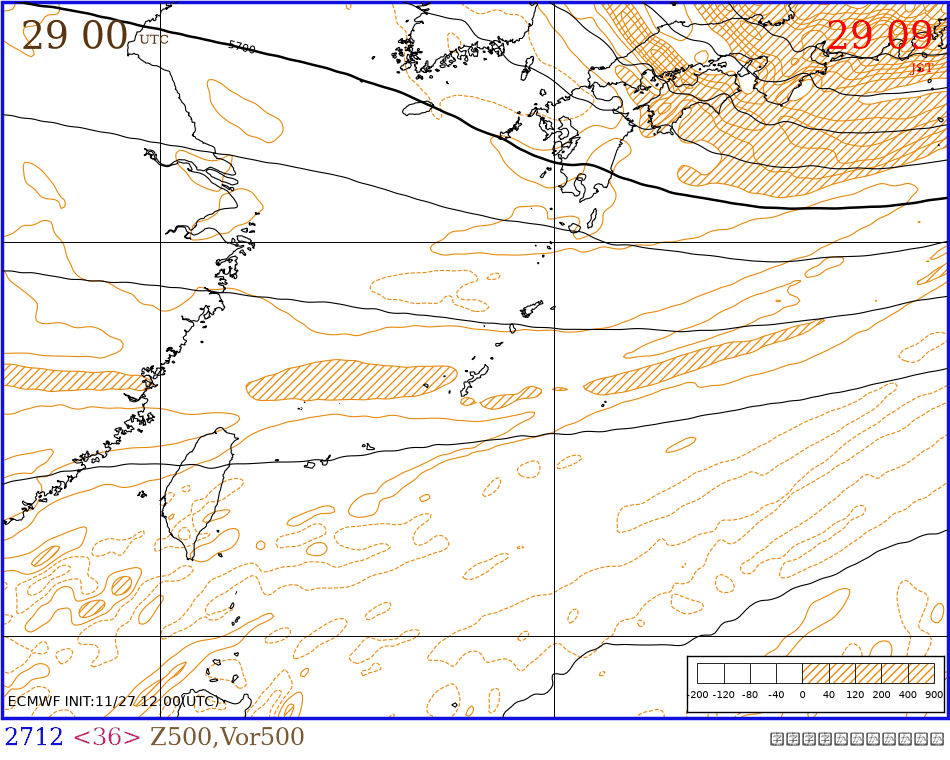 29 00 UTC
29 09 JST
5700
-200 -120 -80 -40 0 40 120 200 400 900
ECMWF INIT:11/27 12:00(UTC)
2712 <36> Z500,Vor500